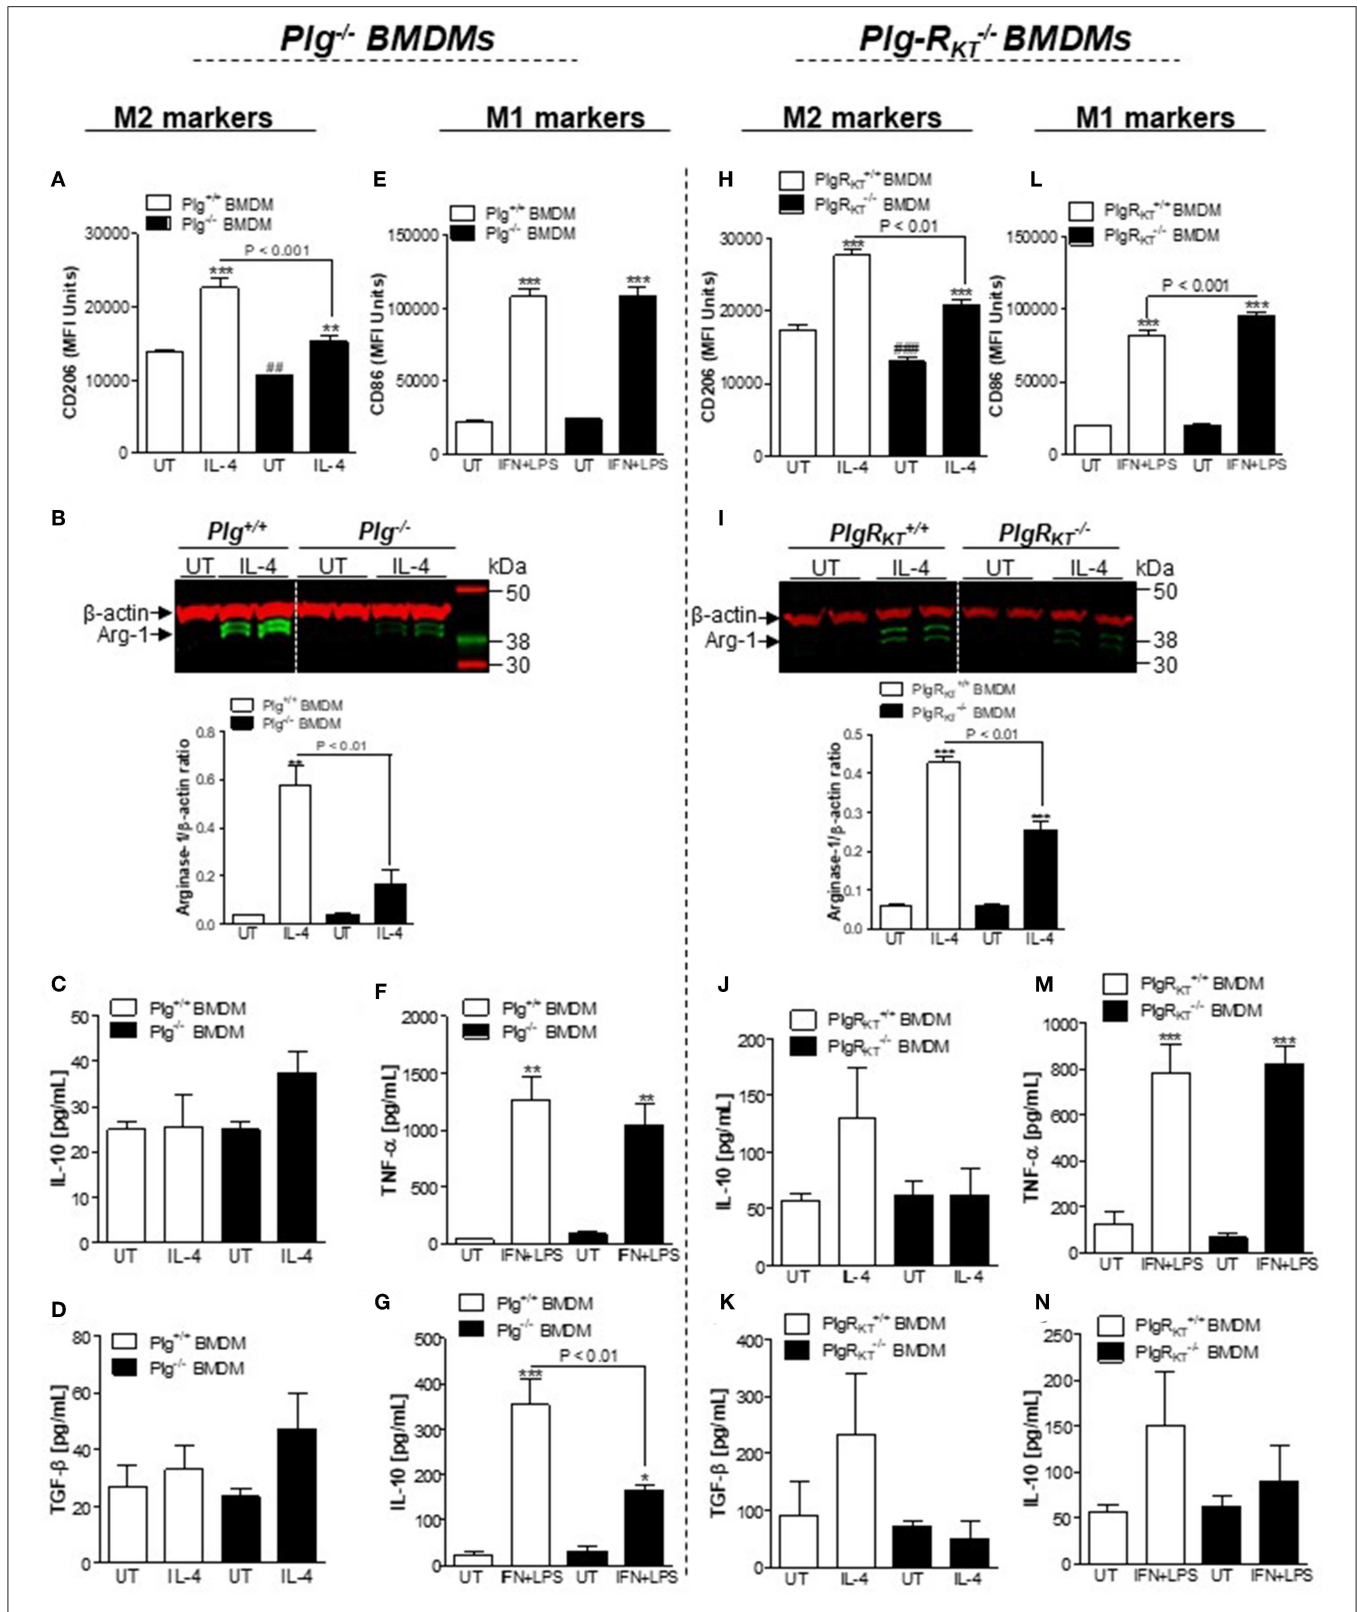 Plg-/- BMDMs
M2 markers
M1 markers
A
Plg+/+ BMDM
Plg-/- BMDM
CD206 (MFI Units)
30000
20000
10000
0
P < 0.001
***
##
**
UT IL-4 UT IL-4
E
Plg+/+ BMDM
Plg-/- BMDM
CD86 (MFI Units)
150000
100000
50000
0
***
***
UT IFN+LPS UT IFN+LPS
B
Plg+/+ Plg-/-
UT IL-4 UT IL-4 kDa
β-actin
Arg-1
50
38
30
Plg+/+ BMDM
Plg-/- BMDM
Arginase-1/β-actin ratio
0.8
0.6
0.4
0.2
0.0
P < 0.01
**
UT IL-4 UT IL-4
C
Plg+/+ BMDM
Plg-/- BMDM
IL-10 [pg/mL]
50
40
30
20
10
0
UT IL-4 UT IL-4
F
Plg+/+ BMDM
Plg-/- BMDM
TNF-α [pg/mL]
2000
1500
1000
500
0
**
**
UT IFN+LPS UT FN+LPS
D
Plg+/+ BMDM
Plg-/- BMDM
TGF-β [pg/mL]
80
60
40
20
0
UT IL-4 UT IL-4
G
Plg+/+ BMDM
Plg-/- BMDM
IL-10 [pg/mL]
500
400
300
200
100
0
P < 0.01
***
*
UT FN+LPS UT IFN+LPS
Plg-RKT-/- BMDMs
M2 markers
M1 markers
H
PlgRKT+/+ BMDM
PlgRKT-/- BMDM
CD206 (MFI Units)
30000
20000
10000
0
P < 0.01
***
###
***
UT IL-4 UT IL-4
L
PlgRKT+/+ BMDM
PlgRKT-/- BMDM
CD86 (MFI Units)
150000
100000
50000
0
P < 0.001
***
***
UT IFN+LPS UT IFN+LPS
I
PlgRKT+/+ PlgRKT-/-
UT IL-4 UT IL-4 kDa
β-actin
Arg-1
50
38
30
PlgRKT+/+ BMDM
PlgRKT-/- BMDM
Arginase-1/β-actin ratio
0.5
0.4
0.3
0.2
0.1
0.0
P < 0.01
***
***
UT IL-4 UT IL-4
J
PlgRKT+/+ BMDM
PlgRKT-/- BMDM
IL-10 [pg/mL]
200
150
100
50
0
UT L-4 UT IL-4
M
PlgRKT+/+ BMDM
PlgRKT-/- BMDM
TNF-α [pg/mL]
1000
800
600
400
200
0
***
***
UT IFN+LPS UT IFN+LPS
K
PlgRKT+/+ BMDM
PlgRKT-/- BMDM
TGF-β [pg/mL]
400
300
200
100
0
UT IL-4 UT IL-4
N
PlgRKT+/+ BMDM
PlgRKT-/- BMDM
IL-10 [pg/mL]
250
200
150
100
50
0
UT IFN+LPS UT IFN+LPS